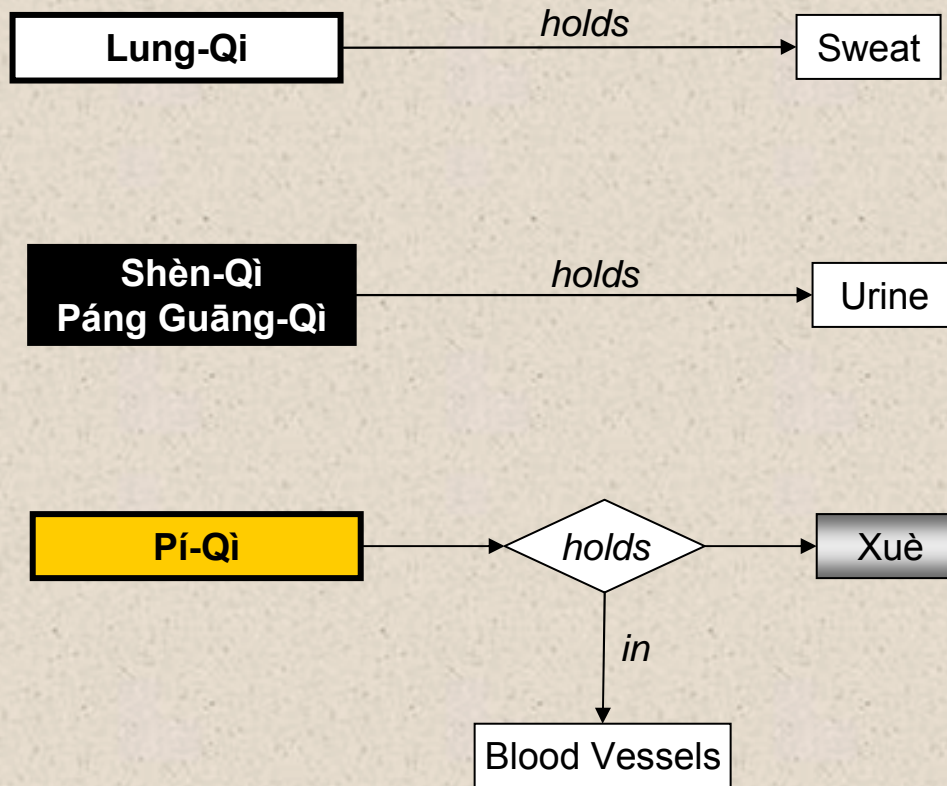 Lung-Qi
holds
Sweat
Shèn-Qì
Páng Guāng-Qì
holds
Urine
Pí-Qì
holds
Xuè
in
Blood Vessels